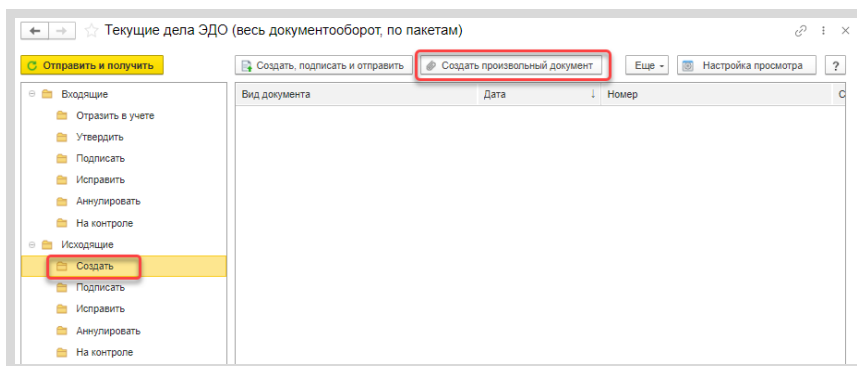 Текущие дела ЭДО (весь документооборот, по пакетам)
Отправить и получить
Создать, подписать и отправить
Создать произвольный документ
Еще
Настройка просмотра
?
Входящие
Отразить в учете
Утвердить
Подписать
Исправить
Аннулировать
На контроле
Исходящие
Создать
Подписать
Исправить
Аннулировать
На контроле
Вид документа Дата ↓ Номер С